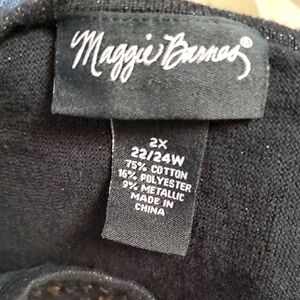 Maggie Barnes®
2X
22/24W
75% COTTON
16% POLYESTER
9% METALLIC
MADE IN
CHINA